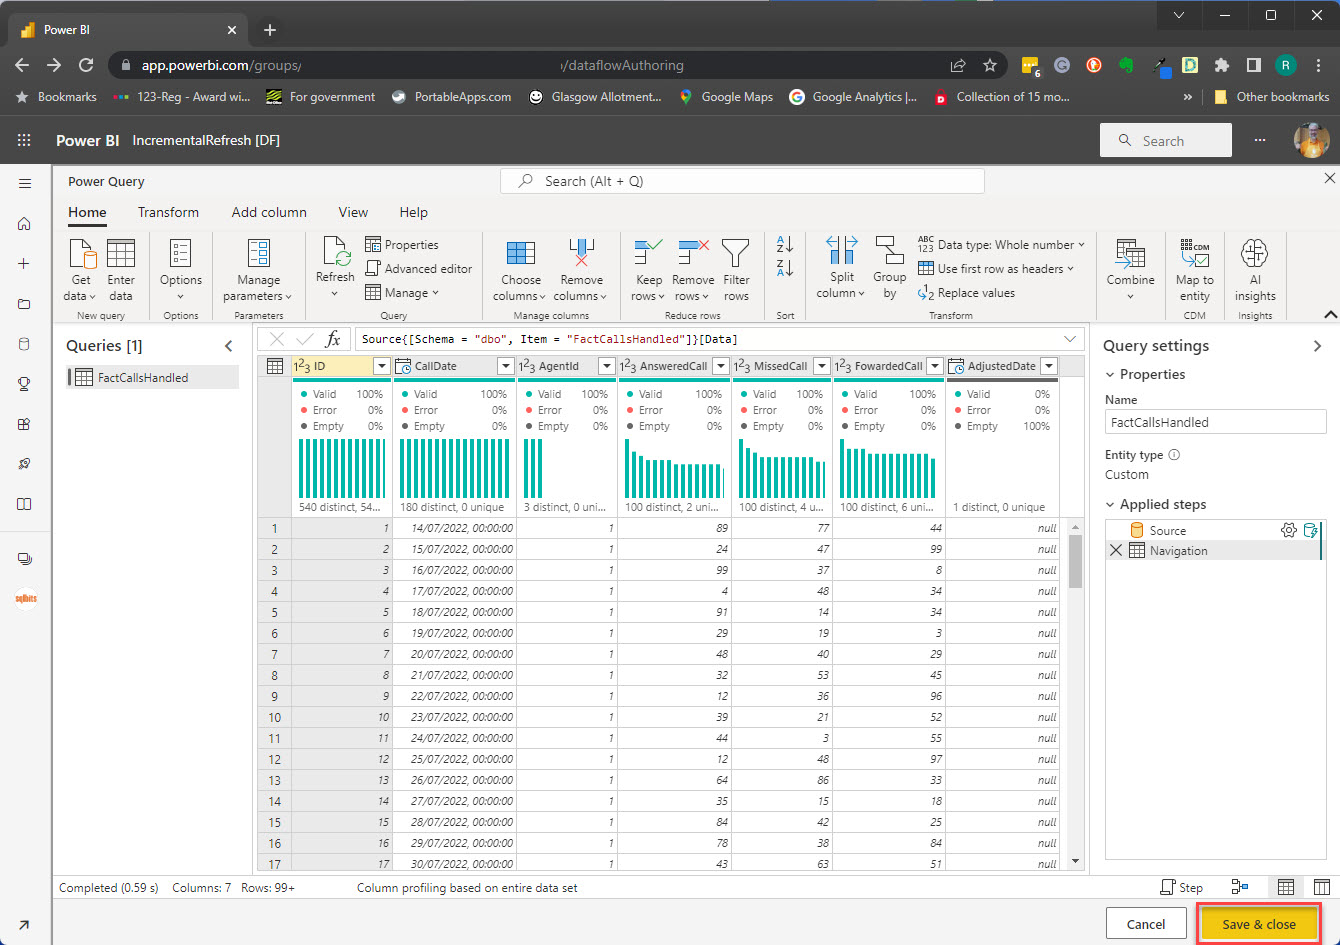 Power BI
app.powerbi.com/groups/ /dataflowAuthoring
6
R
Bookmarks 123-Reg - Award wi... For government PortableApps.com Glasgow Allotment... Google Maps Google Analytics |... Collection of 15 mo... » Other bookmarks
Power BI IncrementalRefresh [DF] Search ...
Power Query Search (Alt + Q)
Home Transform Add column View Help
Get data Enter data
New query
Options
Options
Manage parameters
Parameters
Refresh Properties
Advanced editor
Manage
Query
Choose columns Remove columns
Manage columns
Keep rows Remove rows Filter rows
Reduce rows
A Z
Z A
Sort
Split column Group by
ABC 123 Data type: Whole number
Use first row as headers
1 2 Replace values
Transform
Combine
CDM
Map to entity
CDM
AI insights
Insights
Queries [1]
FactCallsHandled
sqlbits
fx Source{[Schema = "dbo", Item = "FactCallsHandled"]}[Data]
123 ID CallDate 123 AgentId 123 AnsweredCall 123 MissedCall 123 FowardedCall AdjustedDate
Valid 100% Valid 100% Valid 100% Valid 100% Valid 100% Valid 100% Valid 0%
Error 0% Error 0% Error 0% Error 0% Error 0% Error 0% Error 0%
Empty 0% Empty 0% Empty 0% Empty 0% Empty 0% Empty 0% Empty 100%
540 distinct, 54... 180 distinct, 0 unique 3 distinct, 0 uni... 100 distinct, 2 uni... 100 distinct, 4 u... 100 distinct, 6 uni... 1 distinct, 0 unique
1 1 14/07/2022, 00:00:00 1 89 77 44 null
2 2 15/07/2022, 00:00:00 1 24 47 99 null
3 3 16/07/2022, 00:00:00 1 99 37 8 null
4 4 17/07/2022, 00:00:00 1 4 48 34 null
5 5 18/07/2022, 00:00:00 1 91 14 34 null
6 6 19/07/2022, 00:00:00 1 29 19 3 null
7 7 20/07/2022, 00:00:00 1 48 40 29 null
8 8 21/07/2022, 00:00:00 1 32 53 45 null
9 9 22/07/2022, 00:00:00 1 12 36 96 null
10 10 23/07/2022, 00:00:00 1 39 21 52 null
11 11 24/07/2022, 00:00:00 1 44 3 55 null
12 12 25/07/2022, 00:00:00 1 12 48 97 null
13 13 26/07/2022, 00:00:00 1 64 86 33 null
14 14 27/07/2022, 00:00:00 1 35 15 18 null
15 15 28/07/2022, 00:00:00 1 84 42 25 null
16 16 29/07/2022, 00:00:00 1 78 38 84 null
17 17 30/07/2022, 00:00:00 1 43 63 51 null
Query settings
Properties
Name
FactCallsHandled
Entity type
Custom
Applied steps
Source
Navigation
Completed (0.59 s) Columns: 7 Rows: 99+ Column profiling based on entire data set Step
Cancel Save & close